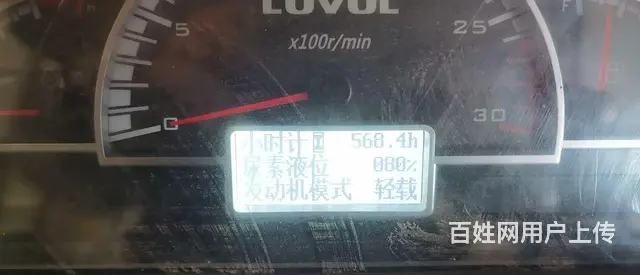 LOVOL
5
25
x100r/min
0
30
小时计 568.4h
尿素液位 080%
发动机模式 轻载
百姓网用户上传